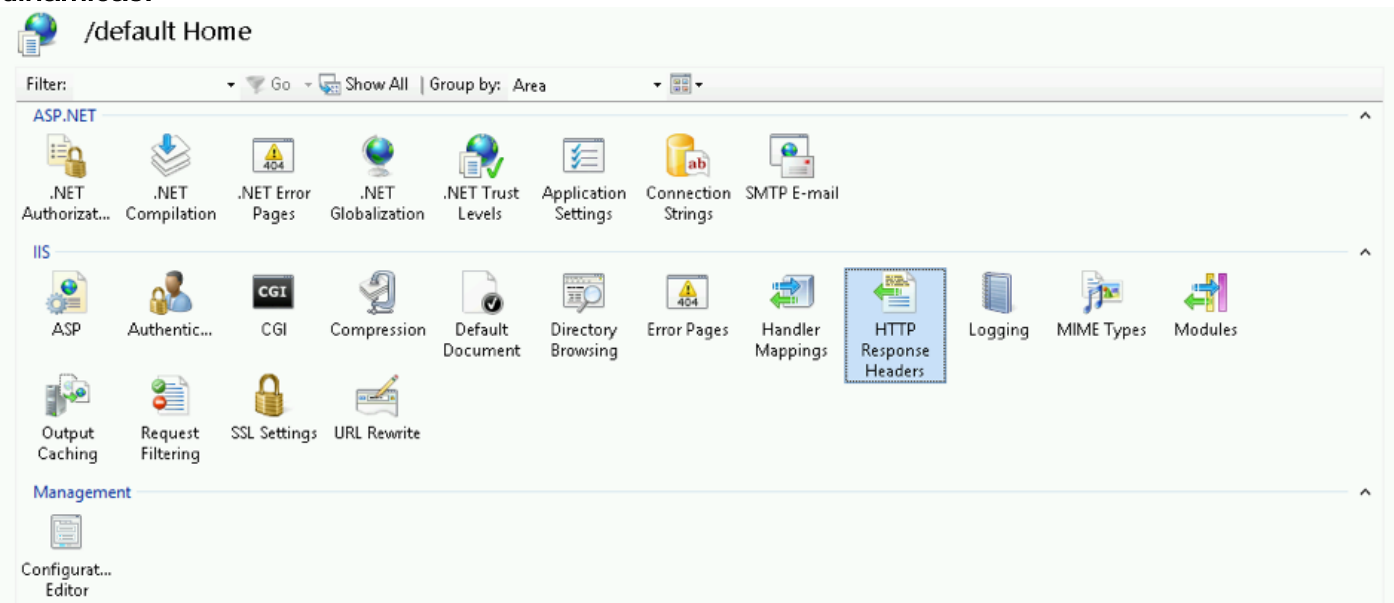 /default Home
Filter: Go Show All | Group by: Area
ASP.NET
.NET Authorizat...
.NET Compilation
.NET Error Pages
.NET Globalization
.NET Trust Levels
Application Settings
Connection Strings
SMTP E-mail
IIS
ASP
Authentic...
CGI
Compression
Default Document
Directory Browsing
Error Pages
Handler Mappings
HTTP Response Headers
Logging
MIME Types
Modules
Output Caching
Request Filtering
SSL Settings
URL Rewrite
Management
Configurat... Editor